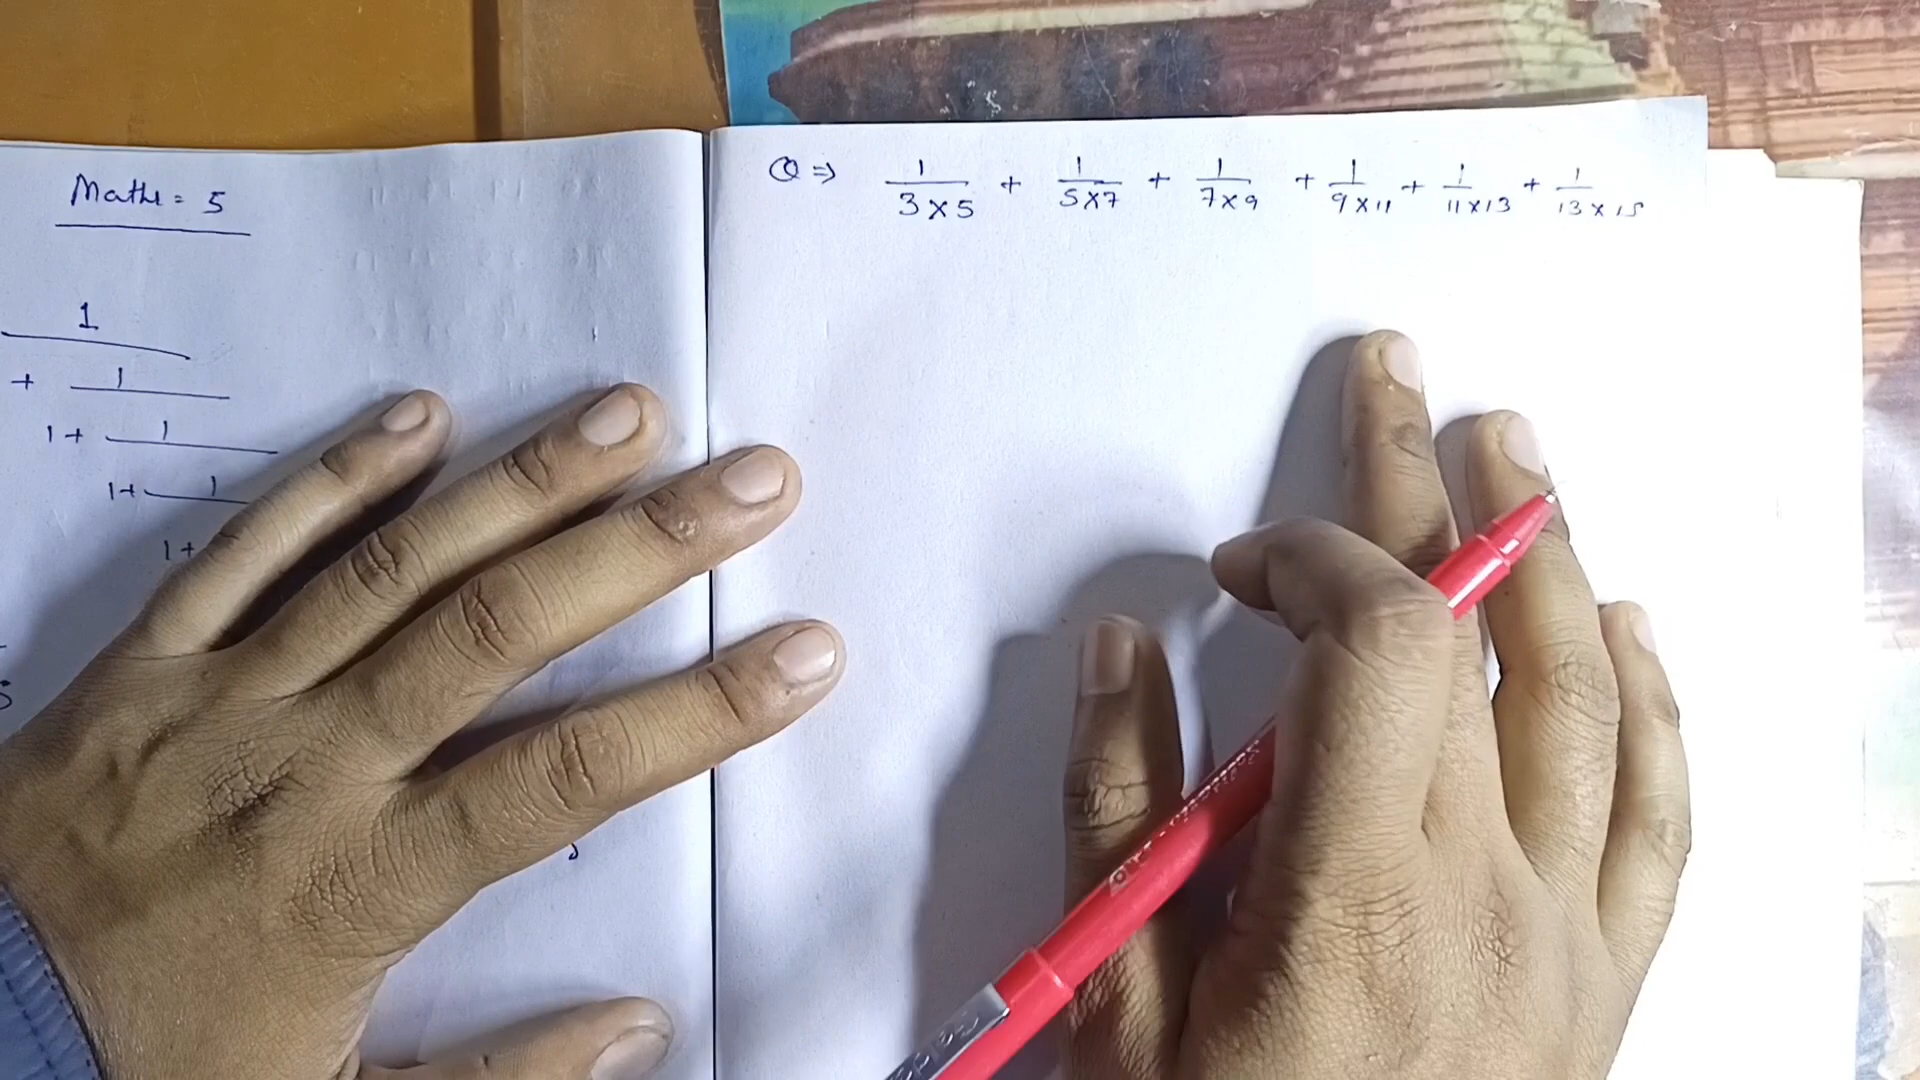 Maths = 5
1
+ 1
1 + 1
1 + 1
1 +
Q ⇒ 1/3×5 + 1/5×7 + 1/7×9 + 1/9×11 + 1/11×13 + 1/13×15